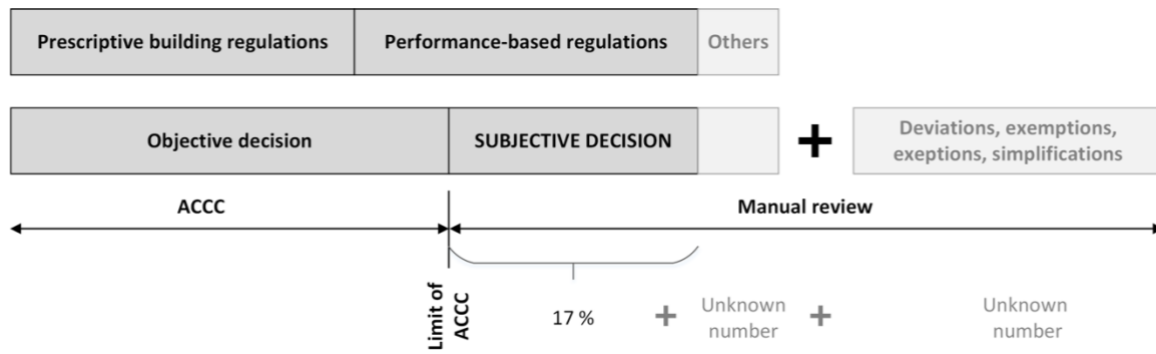 Prescriptive building regulations
Performance-based regulations
Others
Objective decision
SUBJECTIVE DECISION
+
Deviations, exemptions,
exeptions, simplifications
ACCC
Manual review
Limit of
ACCC
17 %
+
Unknown
number
+
Unknown
number